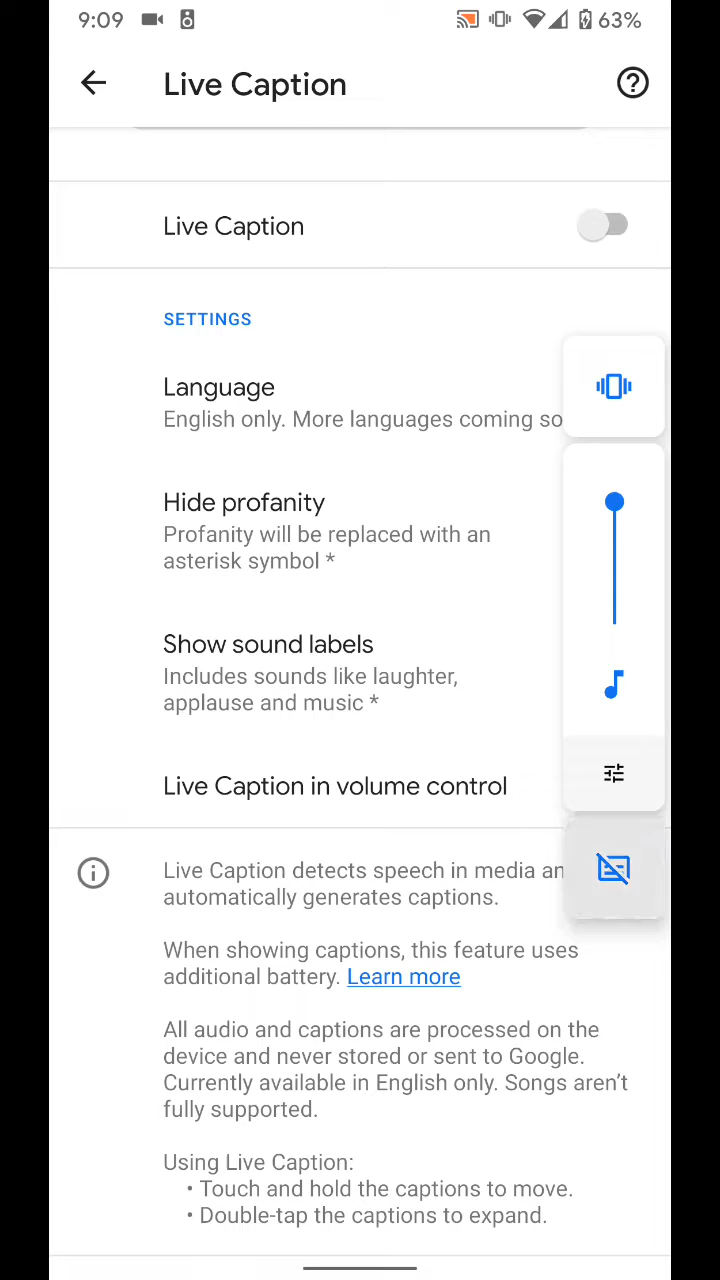 9:09
63%
Live Caption
Live Caption
SETTINGS
Language
English only. More languages coming so
Hide profanity
Profanity will be replaced with an
asterisk symbol *
Show sound labels
Includes sounds like laughter,
applause and music *
Live Caption in volume control
Live Caption detects speech in media an
automatically generates captions.
When showing captions, this feature uses
additional battery. Learn more
All audio and captions are processed on the
device and never stored or sent to Google.
Currently available in English only. Songs aren’t
fully supported.
Using Live Caption:
• Touch and hold the captions to move.
• Double-tap the captions to expand.